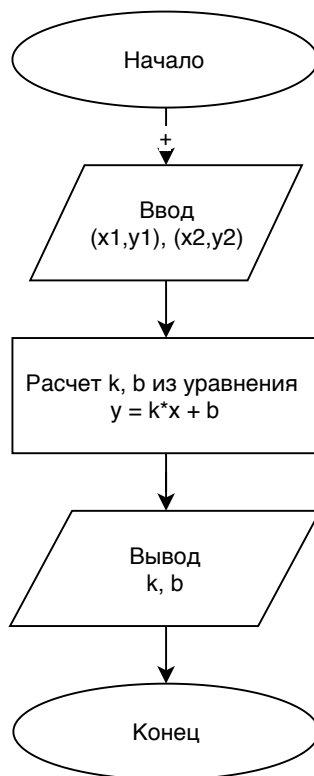 Начало
+
Ввод
(x1,y1), (x2,y2)
Расчет k, b из уравнения
y = k*x + b
Вывод
k, b
Конец